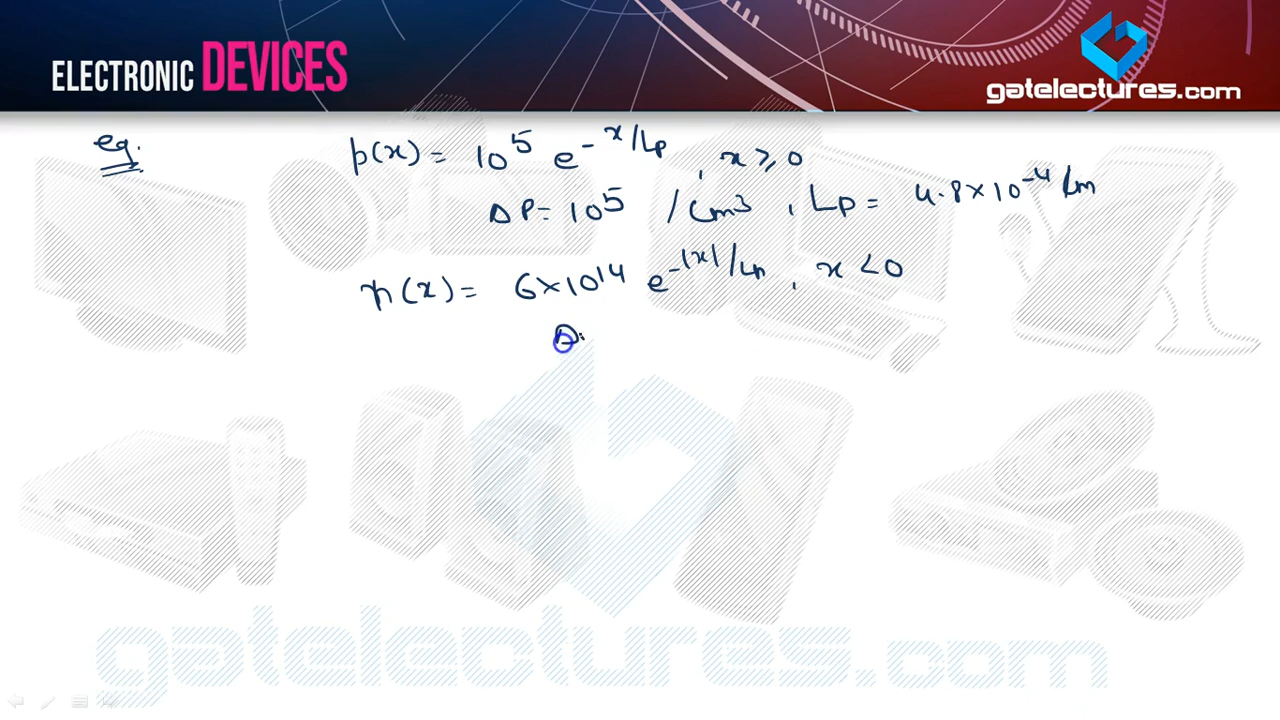 ELECTRONIC DEVICES
gatelectures.com
eg. p(x) = 10^5 e^-x/Lp , x ≥ 0
ΔP = 10^5 /cm3 , Lp = 4.8 × 10^-4 cm
n(x) = 6×10^14 e^-|x|/Ln , x < 0
gatelectures.com